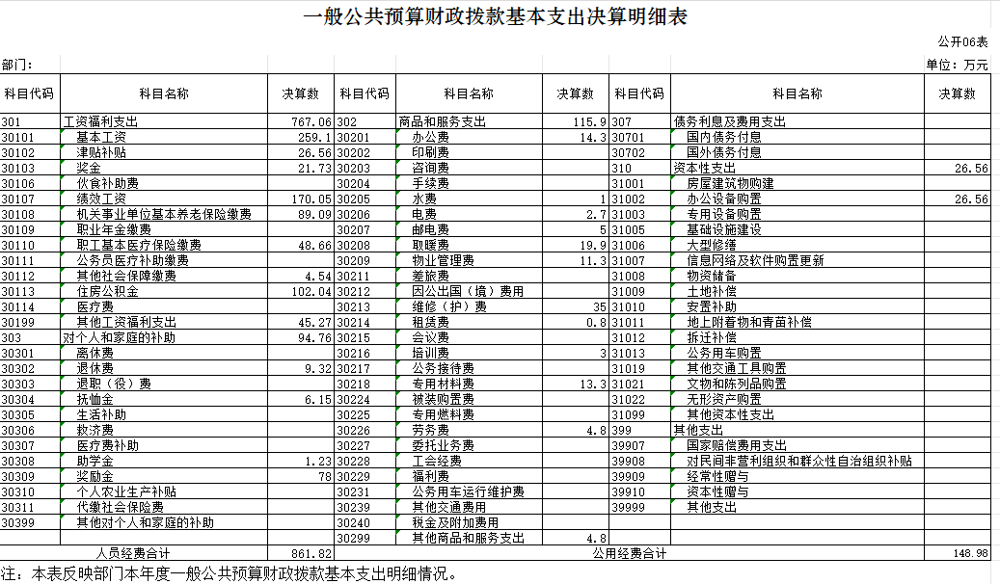 一般公共预算财政拨款基本支出决算明细表
公开06表
部门： 单位：万元
科目代码 科目名称 决算数 科目代码 科目名称 决算数 科目代码 科目名称 决算数
301 工资福利支出 767.06 302 商品和服务支出 115.9 307 债务利息及费用支出
30101 基本工资 259.1 30201 办公费 14.3 30701 国内债务付息
30102 津贴补贴 26.56 30202 印刷费 30702 国外债务付息
30103 奖金 21.73 30203 咨询费 310 资本性支出 26.56
30106 伙食补助费 30204 手续费 31001 房屋建筑物购建
30107 绩效工资 170.05 30205 水费 1 31002 办公设备购置 26.56
30108 机关事业单位基本养老保险缴费 89.09 30206 电费 2.7 31003 专用设备购置
30109 职业年金缴费 30207 邮电费 5 31005 基础设施建设
30110 职工基本医疗保险缴费 48.66 30208 取暖费 19.9 31006 大型修缮
30111 公务员医疗补助缴费 30209 物业管理费 11.3 31007 信息网络及软件购置更新
30112 其他社会保障缴费 4.54 30211 差旅费 31008 物资储备
30113 住房公积金 102.04 30212 因公出国（境）费用 31009 土地补偿
30114 医疗费 30213 维修（护）费 35 31010 安置补助
30199 其他工资福利支出 45.27 30214 租赁费 0.8 31011 地上附着物和青苗补偿
303 对个人和家庭的补助 94.76 30215 会议费 31012 拆迁补偿
30301 离休费 30216 培训费 3 31013 公务用车购置
30302 退休费 9.32 30217 公务接待费 31019 其他交通工具购置
30303 退职（役）费 30218 专用材料费 13.3 31021 文物和陈列品购置
30304 抚恤金 6.15 30224 被装购置费 31022 无形资产购置
30305 生活补助 30225 专用燃料费 31099 其他资本性支出
30306 救济费 30226 劳务费 4.8 399 其他支出
30307 医疗费补助 30227 委托业务费 39907 国家赔偿费用支出
30308 助学金 1.23 30228 工会经费 39908 对民间非营利组织和群众性自治组织补贴
30309 奖励金 78 30229 福利费 39909 经常性赠与
30310 个人农业生产补贴 30231 公务用车运行维护费 39910 资本性赠与
30311 代缴社会保险费 30239 其他交通费用 39999 其他支出
30399 其他对个人和家庭的补助 30240 税金及附加费用
30299 其他商品和服务支出 4.8
人员经费合计 861.82 公用经费合计 148.98
注：本表反映部门本年度一般公共预算财政拨款基本支出明细情况。